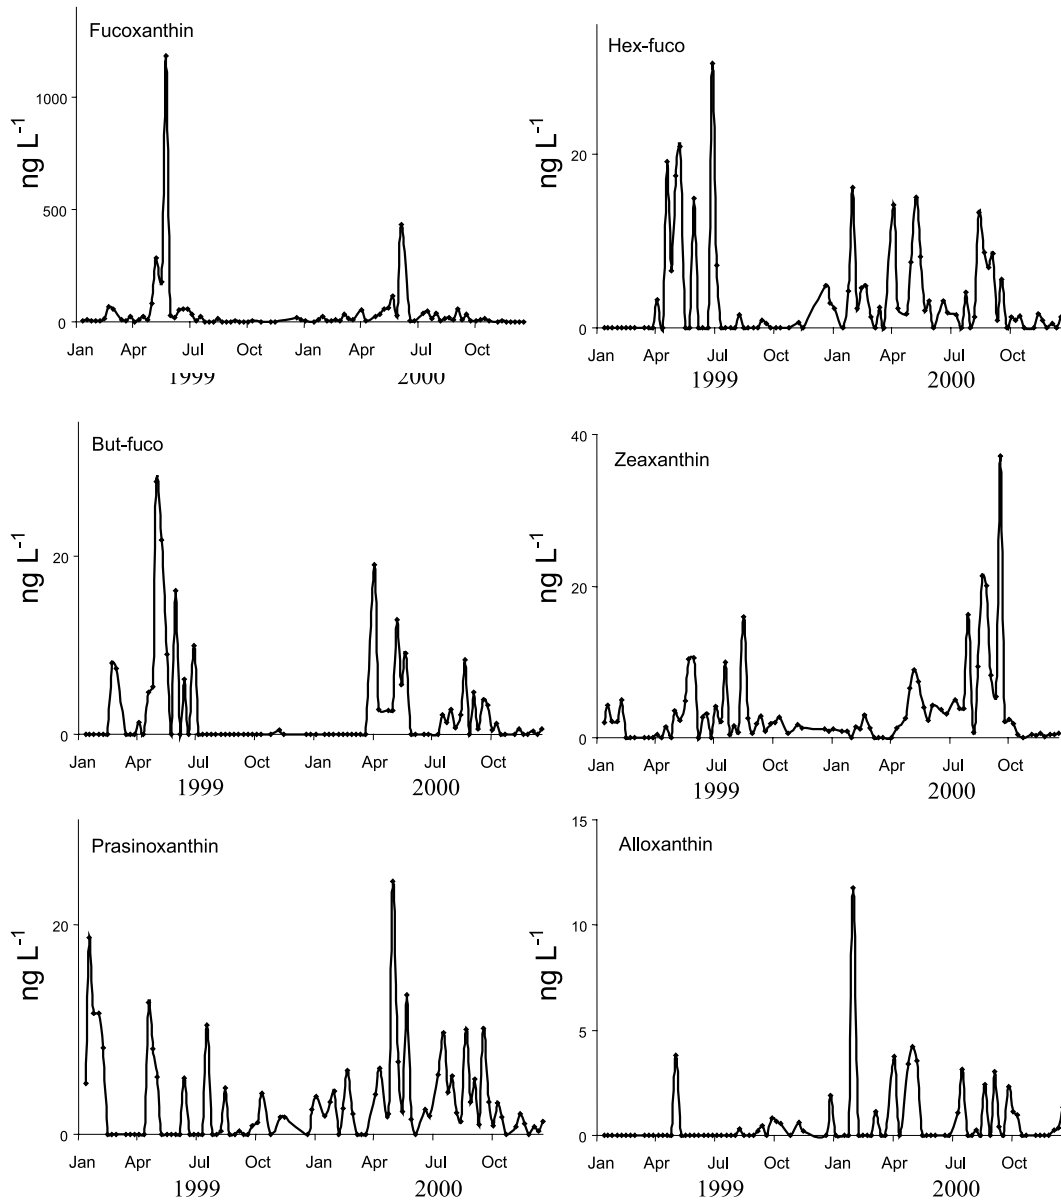 Fucoxanthin
ng L⁻¹
1000
500
0
Jan Apr Jul Oct Jan Apr Jul Oct
1999 2000
Hex-fuco
ng L⁻¹
20
0
Jan Apr Jul Oct Jan Apr Jul Oct
1999 2000
But-fuco
ng L⁻¹
20
0
Jan Apr Jul Oct Jan Apr Jul Oct
1999 2000
Zeaxanthin
ng L⁻¹
40
20
0
Jan Apr Jul Oct Jan Apr Jul Oct
1999 2000
Prasinoxanthin
ng L⁻¹
20
0
Jan Apr Jul Oct Jan Apr Jul Oct
1999 2000
Alloxanthin
ng L⁻¹
15
10
5
0
Jan Apr Jul Oct Jan Apr Jul Oct
1999 2000